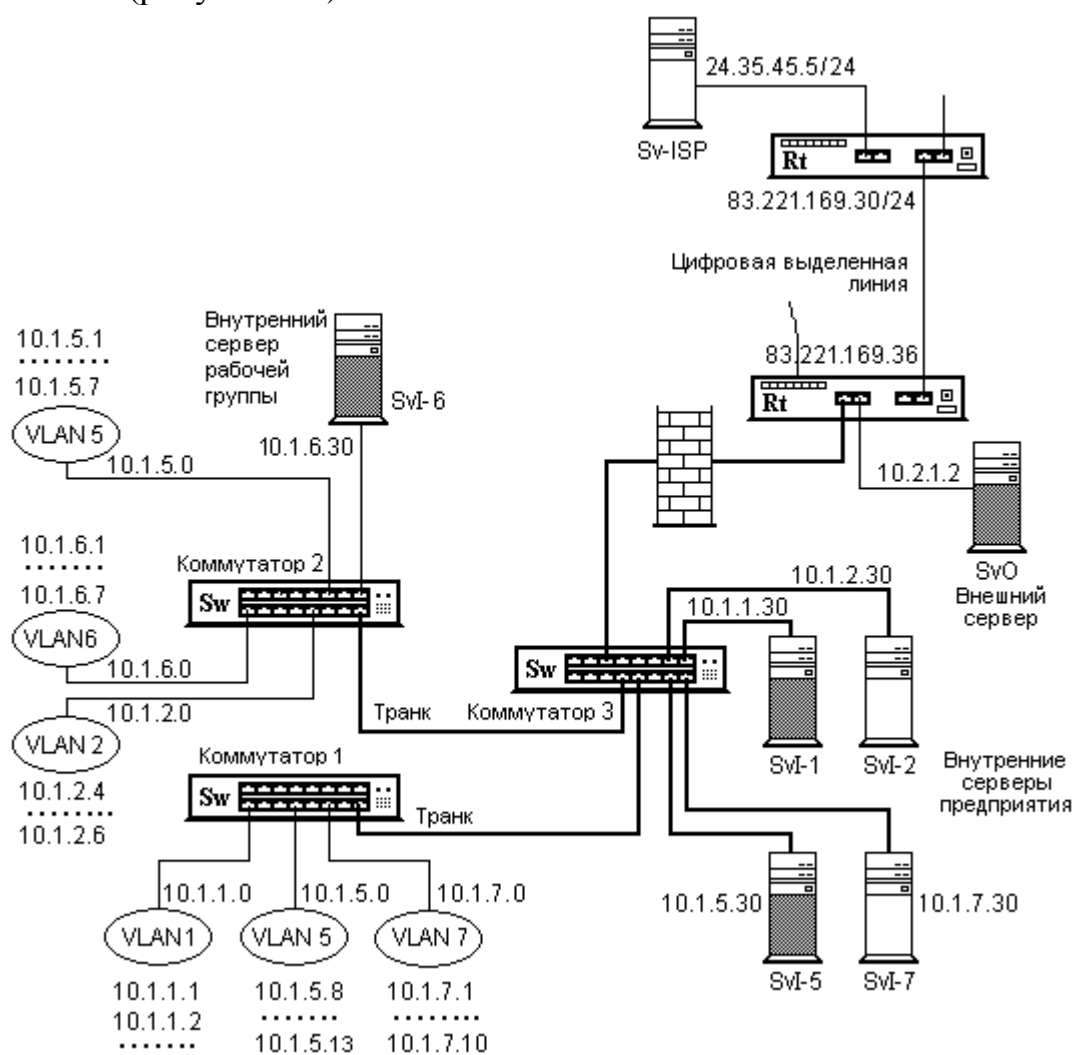 24.35.45.5/24
Sv-ISP
Rt
83.221.169.30/24
Цифровая выделенная
линия
83.221.169.36
Rt
Внутренний
сервер
рабочей
группы
SvI-6
10.1.6.30
10.1.5.1
10.1.5.7
VLAN 5
10.1.5.0
10.2.1.2
SvO
Внешний
сервер
10.1.6.1
10.1.6.7
VLAN6
10.1.6.0
Коммутатор 2
Sw
10.1.2.30
10.1.1.30
Sw
10.1.2.0
VLAN 2
10.1.2.4
10.1.2.6
Транк
Коммутатор 3
SvI-1
SvI-2
Внутренние
серверы
предприятия
Коммутатор 1
Sw
Транк
10.1.1.0
10.1.5.0
10.1.7.0
10.1.5.30
10.1.7.30
VLAN1
VLAN 5
VLAN 7
SvI-5
SvI-7
10.1.1.1
10.1.1.2
10.1.5.8
10.1.5.13
10.1.7.1
10.1.7.10